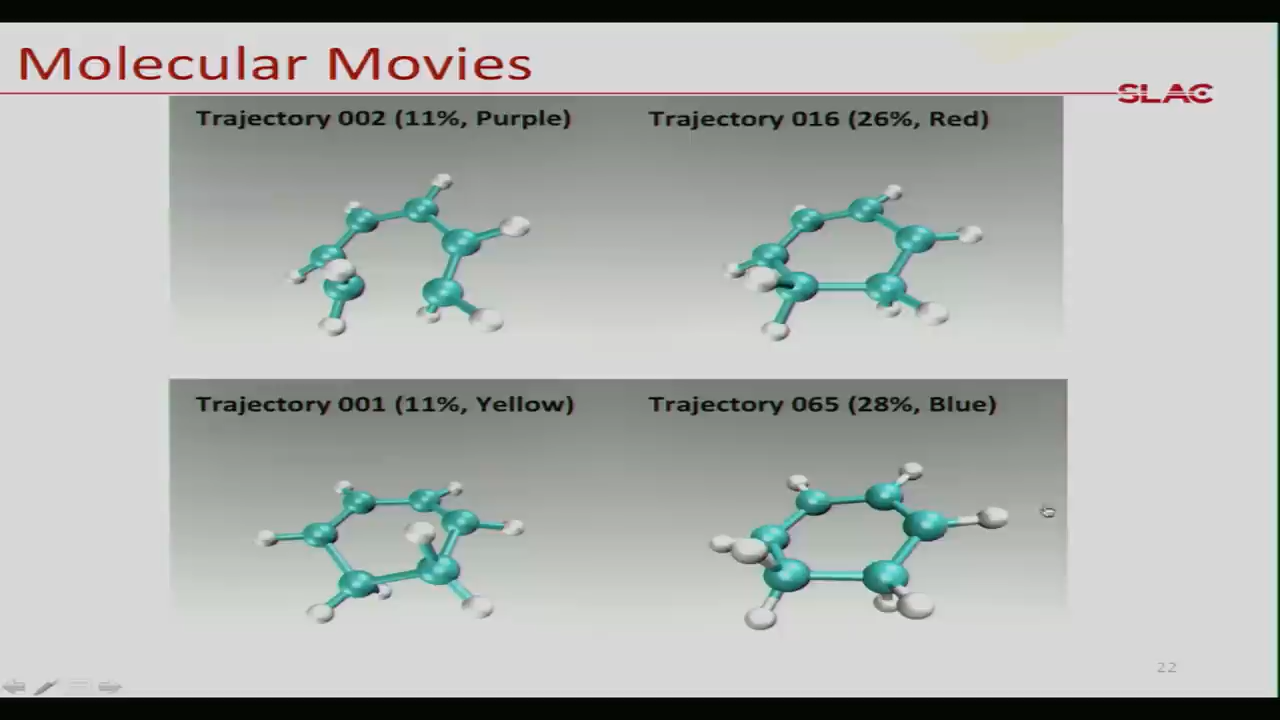 Molecular Movies
SLAC
Trajectory 002 (11%, Purple)
Trajectory 016 (26%, Red)
Trajectory 001 (11%, Yellow)
Trajectory 065 (28%, Blue)
22